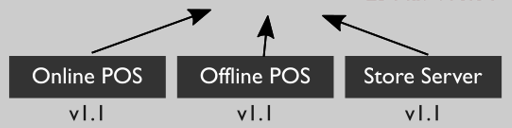 Online POS Offline POS Store Server
v1.1 v1.1 v1.1